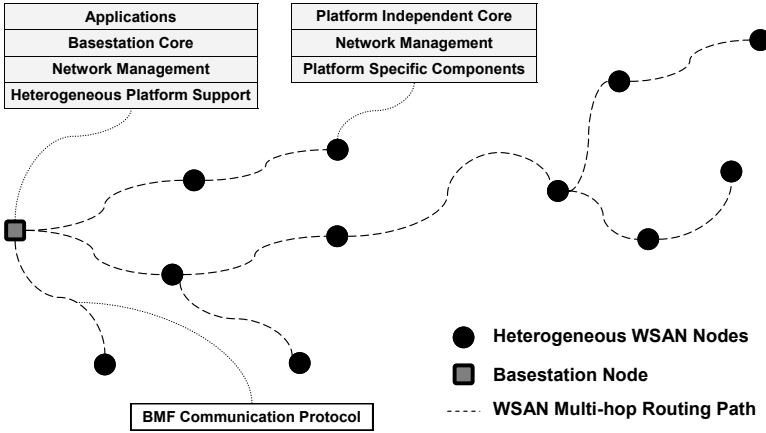 Applications
Basestation Core
Network Management
Heterogeneous Platform Support
Platform Independent Core
Network Management
Platform Specific Components
Heterogeneous WSAN Nodes
Basestation Node
WSAN Multi-hop Routing Path
BMF Communication Protocol